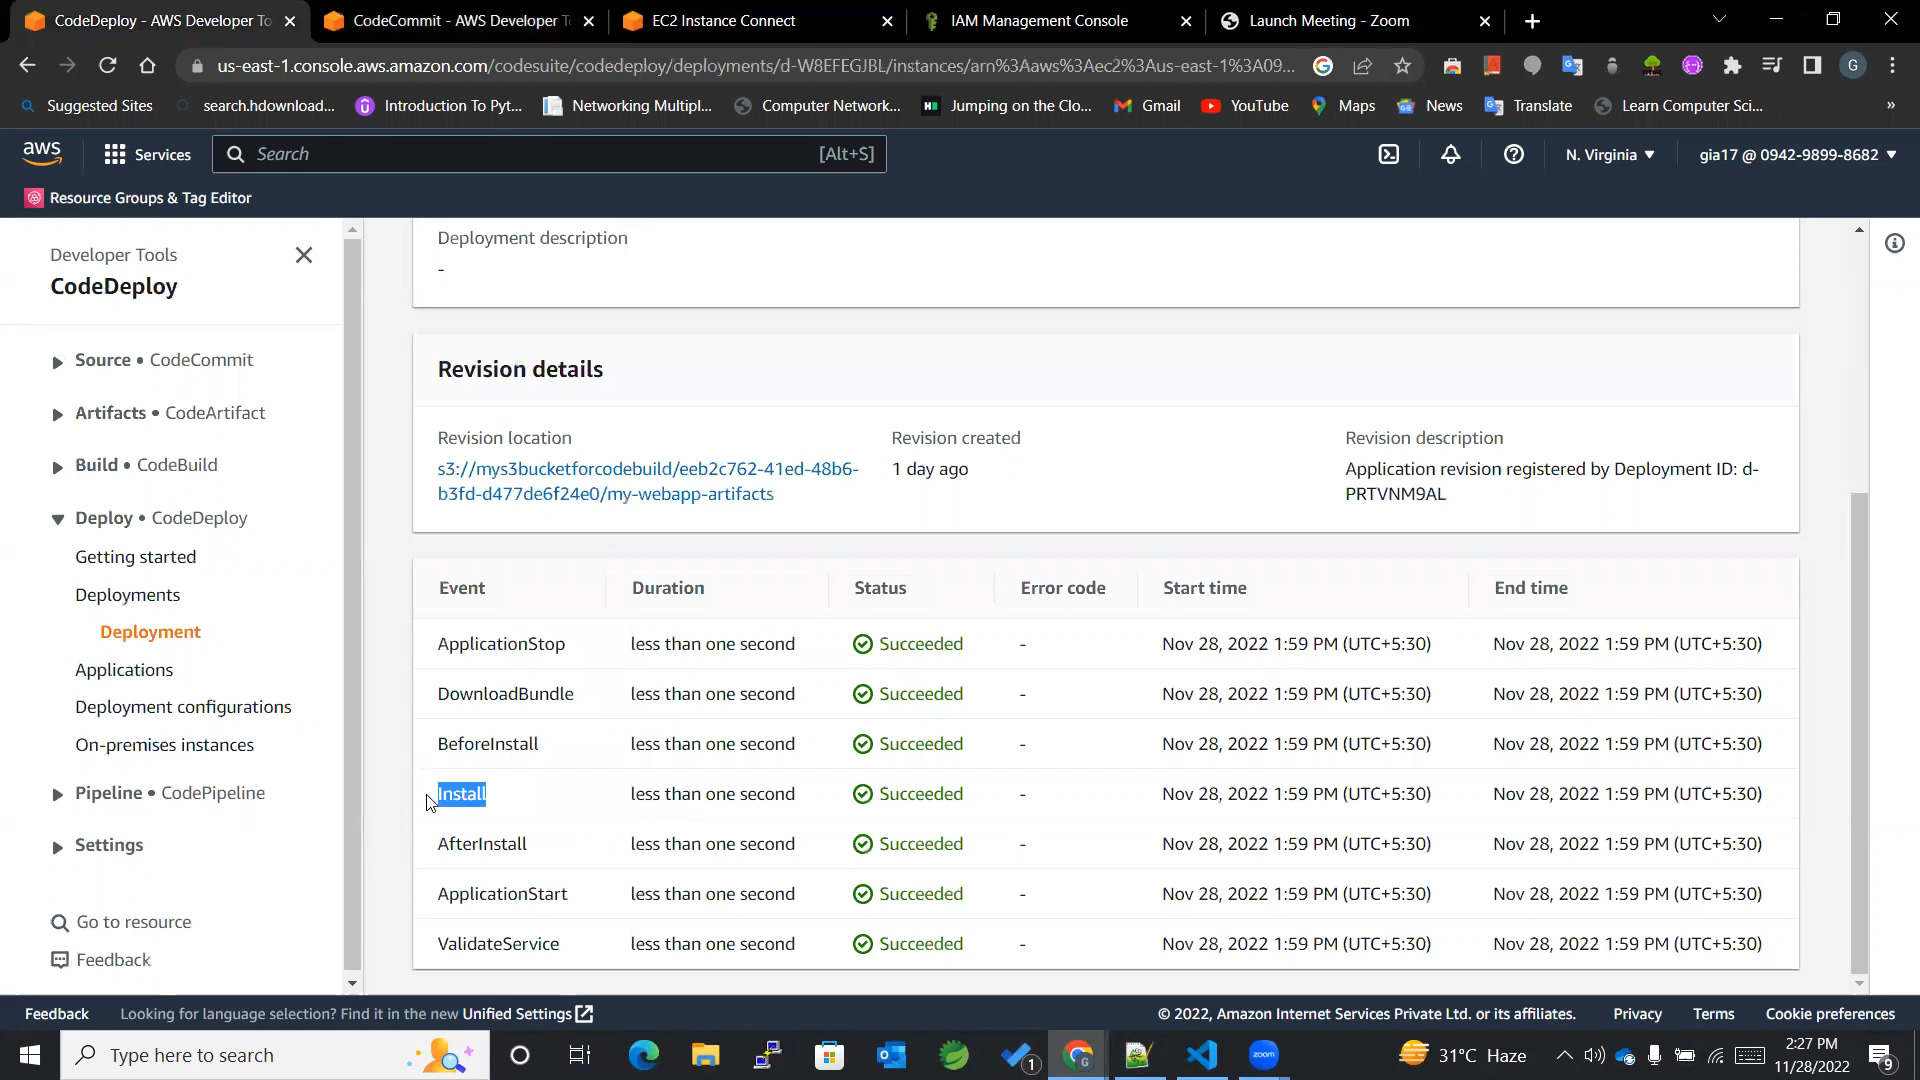 CodeDeploy - AWS Developer To
CodeCommit - AWS Developer T
EC2 Instance Connect
IAM Management Console
Launch Meeting - Zoom
us-east-1.console.aws.amazon.com/codesuite/codedeploy/deployments/d-W8EFEGJBL/instances/arn%3Aaws%3Aec2%3Aus-east-1%3A09...
G
Suggested Sites
search.hdownload...
Introduction To Pyt...
Networking Multipl...
Computer Network...
Jumping on the Clo...
Gmail
YouTube
Maps
News
Translate
Learn Computer Sci...
»
aws
Services
Search
[Alt+S]
N. Virginia
gia17 @ 0942-9899-8682
Resource Groups & Tag Editor
Developer Tools
CodeDeploy
Source • CodeCommit
Artifacts • CodeArtifact
Build • CodeBuild
Deploy • CodeDeploy
Getting started
Deployments
Deployment
Applications
Deployment configurations
On-premises instances
Pipeline • CodePipeline
Settings
Go to resource
Feedback
Deployment description
-
Revision details
Revision location
s3://mys3bucketforcodebuild/eeb2c762-41ed-48b6-
b3fd-d477de6f24e0/my-webapp-artifacts
Revision created
1 day ago
Revision description
Application revision registered by Deployment ID: d-
PRTVNM9AL
Event Duration Status Error code Start time End time
ApplicationStop less than one second Succeeded - Nov 28, 2022 1:59 PM (UTC+5:30) Nov 28, 2022 1:59 PM (UTC+5:30)
DownloadBundle less than one second Succeeded - Nov 28, 2022 1:59 PM (UTC+5:30) Nov 28, 2022 1:59 PM (UTC+5:30)
BeforeInstall less than one second Succeeded - Nov 28, 2022 1:59 PM (UTC+5:30) Nov 28, 2022 1:59 PM (UTC+5:30)
Install less than one second Succeeded - Nov 28, 2022 1:59 PM (UTC+5:30) Nov 28, 2022 1:59 PM (UTC+5:30)
AfterInstall less than one second Succeeded - Nov 28, 2022 1:59 PM (UTC+5:30) Nov 28, 2022 1:59 PM (UTC+5:30)
ApplicationStart less than one second Succeeded - Nov 28, 2022 1:59 PM (UTC+5:30) Nov 28, 2022 1:59 PM (UTC+5:30)
ValidateService less than one second Succeeded - Nov 28, 2022 1:59 PM (UTC+5:30) Nov 28, 2022 1:59 PM (UTC+5:30)
Feedback
Looking for language selection? Find it in the new Unified Settings
© 2022, Amazon Internet Services Private Ltd. or its affiliates.
Privacy
Terms
Cookie preferences
Type here to search
1
zoom
31°C Haze
2:27 PM
11/28/2022
9